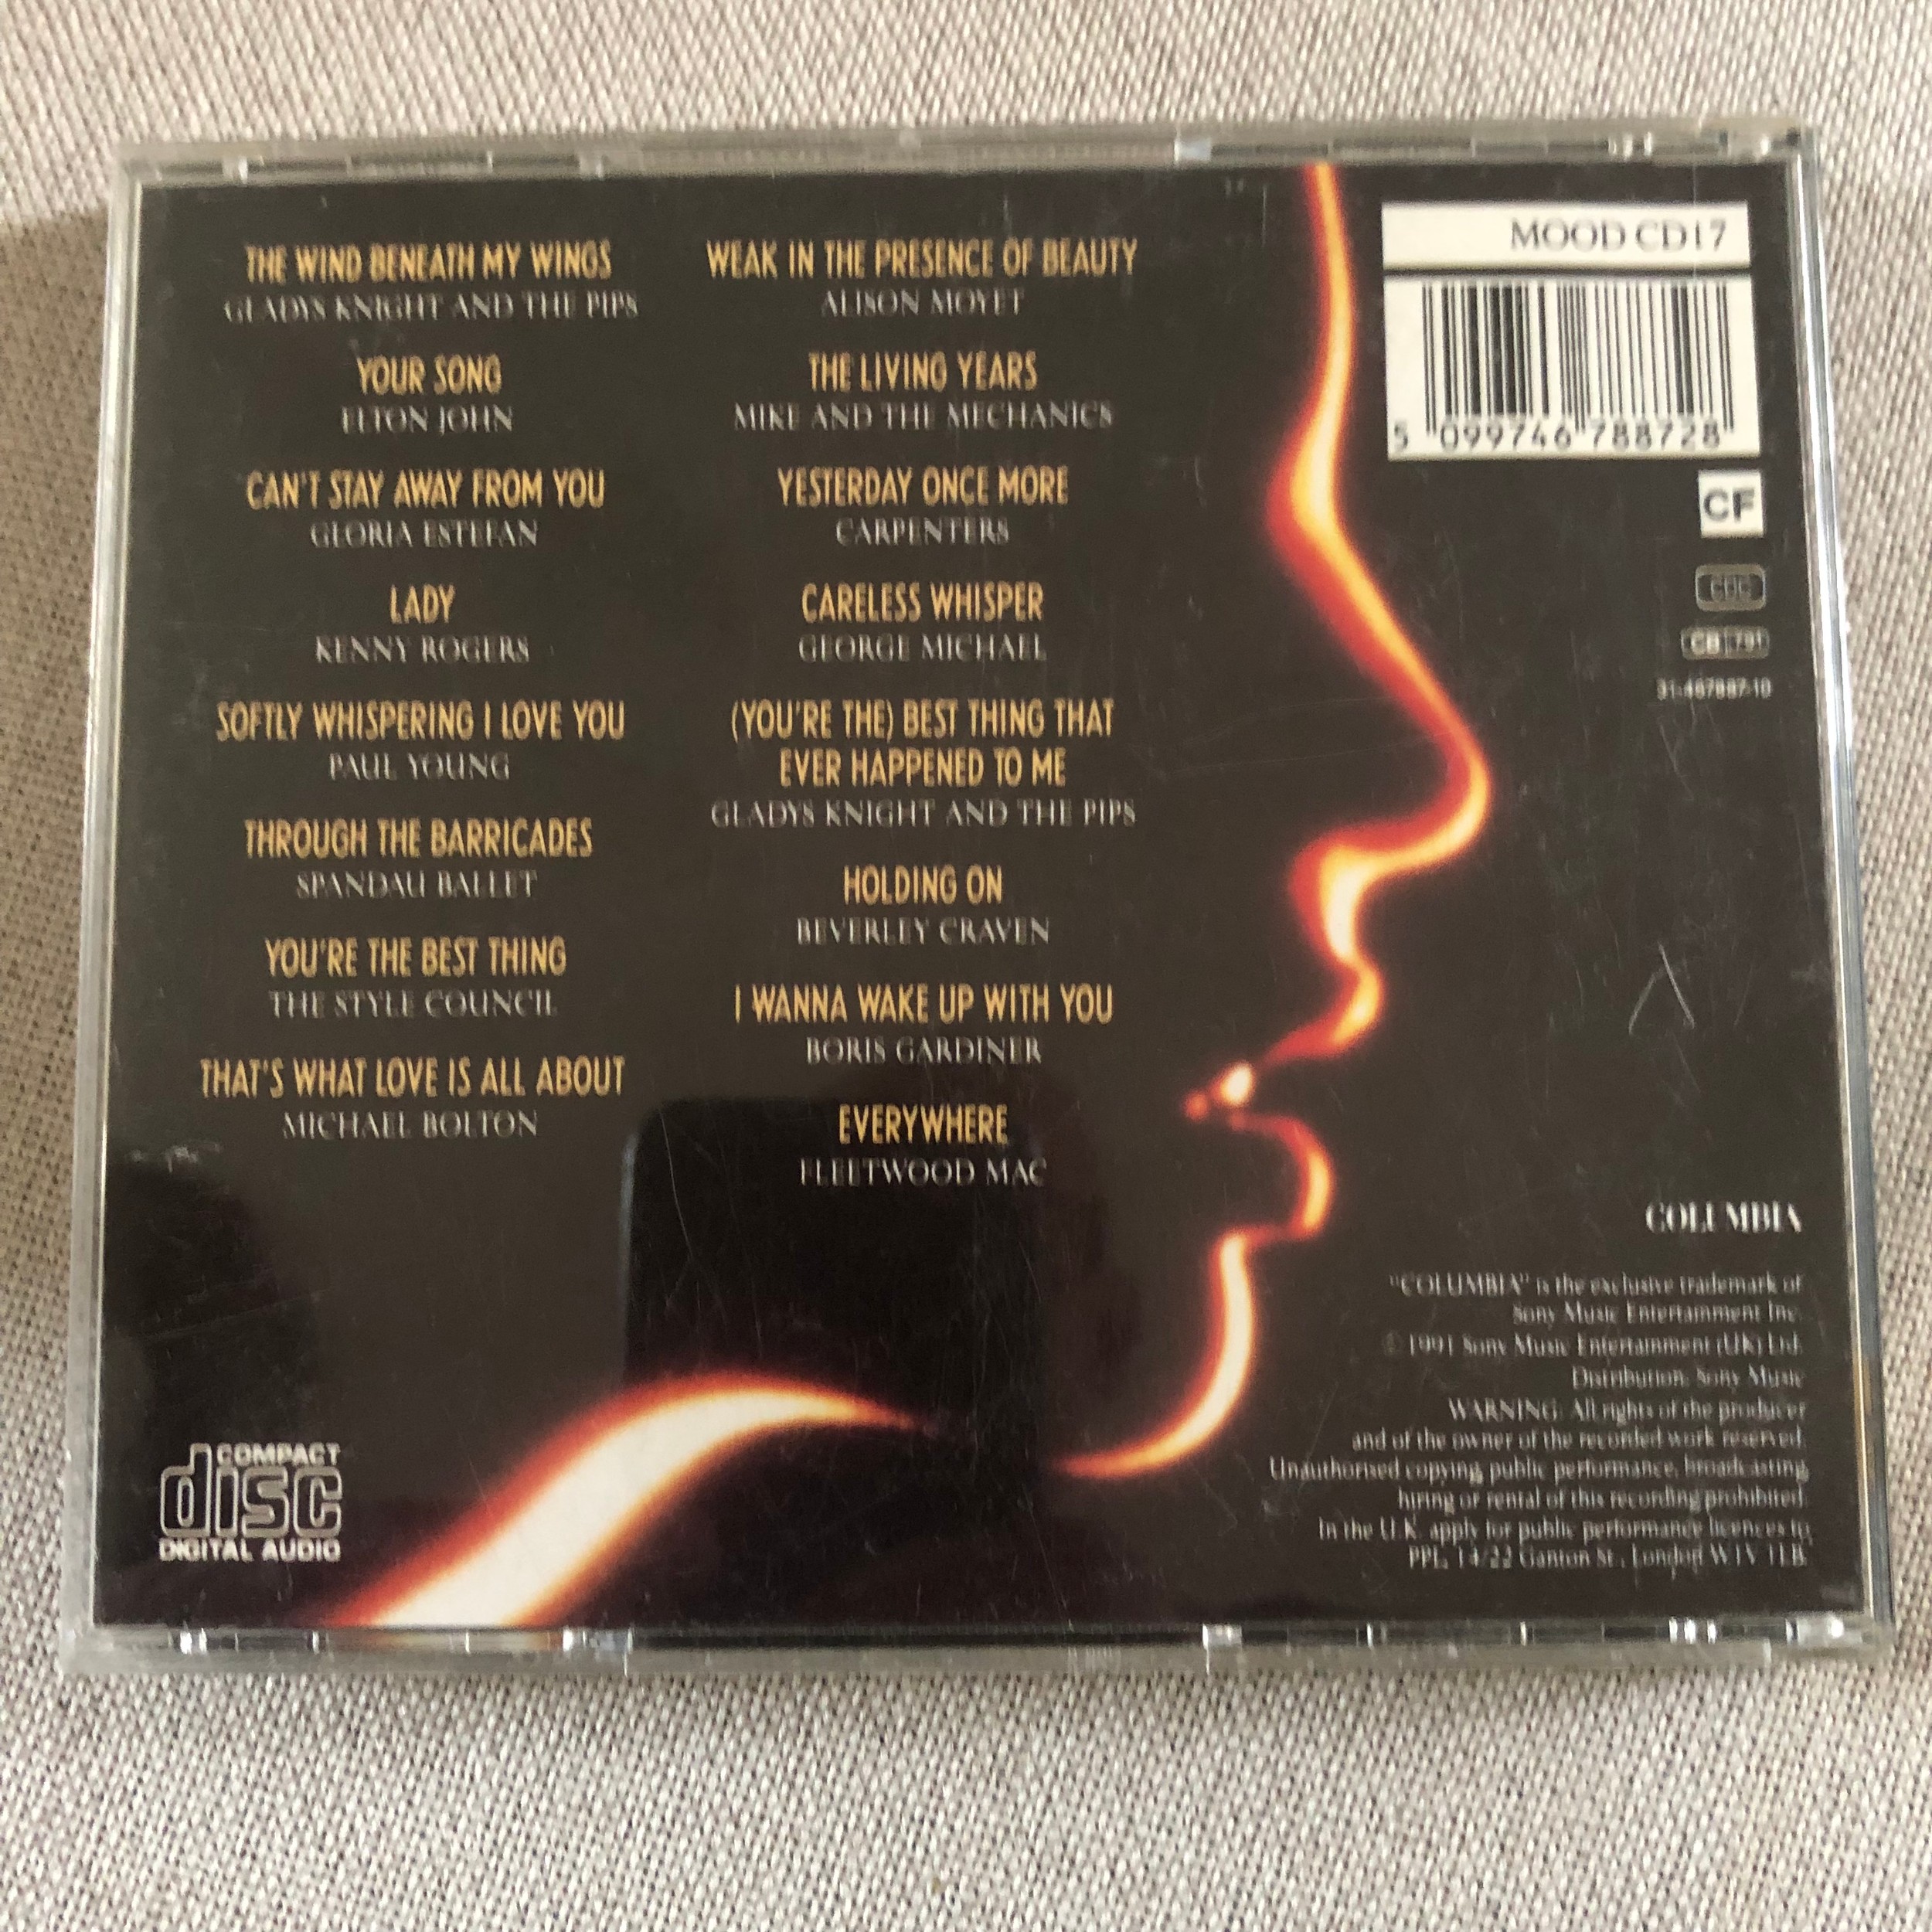 THE WIND BENEATH MY WINGS
GLADYS KNIGHT AND THE PIPS
YOUR SONG
ELTON JOHN
CAN'T STAY AWAY FROM YOU
GLORIA ESTEFAN
LADY
KENNY ROGERS
SOFTLY WHISPERING I LOVE YOU
PAUL YOUNG
THROUGH THE BARRICADES
SPANDAU BALLET
YOU'RE THE BEST THING
THE STYLE COUNCIL
THAT'S WHAT LOVE IS ALL ABOUT
MICHAEL BOLTON
WEAK IN THE PRESENCE OF BEAUTY
ALISON MOYET
THE LIVING YEARS
MIKE AND THE MECHANICS
YESTERDAY ONCE MORE
CARPENTERS
CARELESS WHISPER
GEORGE MICHAEL
(YOU'RE THE) BEST THING THAT
EVER HAPPENED TO ME
GLADYS KNIGHT AND THE PIPS
HOLDING ON
BEVERLEY CRAVEN
I WANNA WAKE UP WITH YOU
BORIS GARDINER
EVERYWHERE
FLEETWOOD MAC
MOOD CD17
5 099746 788728
CF
COLUMBIA
"COLUMBIA" is the exclusive trademark of
Sony Music Entertainment Inc.
© 1991 Sony Music Entertainment (UK) Ltd.
Distribution: Sony Music
WARNING: All rights of the producer
and of the owner of the recorded work reserved.
Unauthorised copying, public performance, broadcasting,
hiring or rental of this recording prohibited.
In the U.K. apply for public performance licences to
PPL, 14/22 Ganton St., London W1V 1LB.
COMPACT
disc
DIGITAL AUDIO